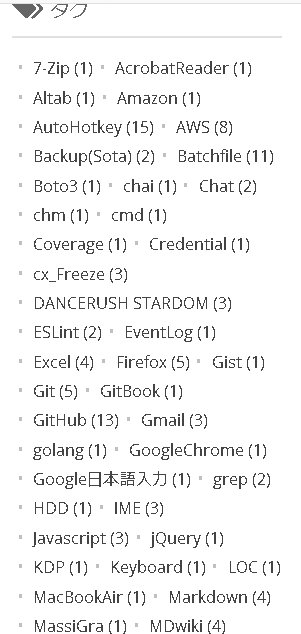 タグ
7-Zip (1) AcrobatReader (1)
Altab (1) Amazon (1)
AutoHotkey (15) AWS (8)
Backup(Sota) (2) Batchfile (11)
Boto3 (1) chai (1) Chat (2)
chm (1) cmd (1)
Coverage (1) Credential (1)
cx_Freeze (3)
DANCERUSH STARDOM (3)
ESLint (2) EventLog (1)
Excel (4) Firefox (5) Gist (1)
Git (5) GitBook (1)
GitHub (13) Gmail (3)
golang (1) GoogleChrome (1)
Google日本語入力 (1) grep (2)
HDD (1) IME (3)
Javascript (3) jQuery (1)
KDP (1) Keyboard (1) LOC (1)
MacBookAir (1) Markdown (4)
MassiGra (1) MDwiki (4)